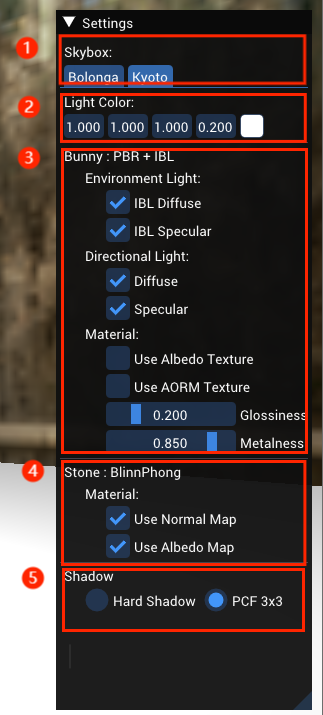 Settings
1
Skybox:
Bolonga Kyoto
2
Light Color:
1.000 1.000 1.000 0.200
3
Bunny : PBR + IBL
Environment Light:
IBL Diffuse
IBL Specular
Directional Light:
Diffuse
Specular
Material:
Use Albedo Texture
Use AORM Texture
0.200 Glossiness
0.850 Metalness
4
Stone : BlinnPhong
Material:
Use Normal Map
Use Albedo Map
5
Shadow
Hard Shadow PCF 3x3